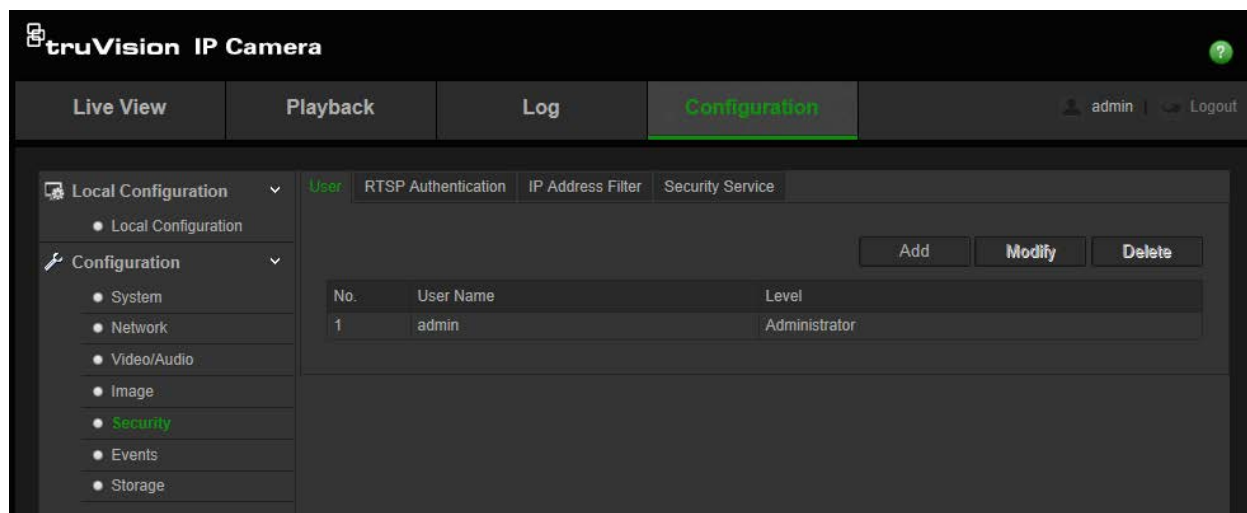 truVision IP Camera
?
Live View Playback Log Configuration admin | Logout
Local Configuration
Local Configuration
Configuration
System
Network
Video/Audio
Image
Security
Events
Storage
User RTSP Authentication IP Address Filter Security Service
Add Modify Delete
No. User Name Level
1 admin Administrator